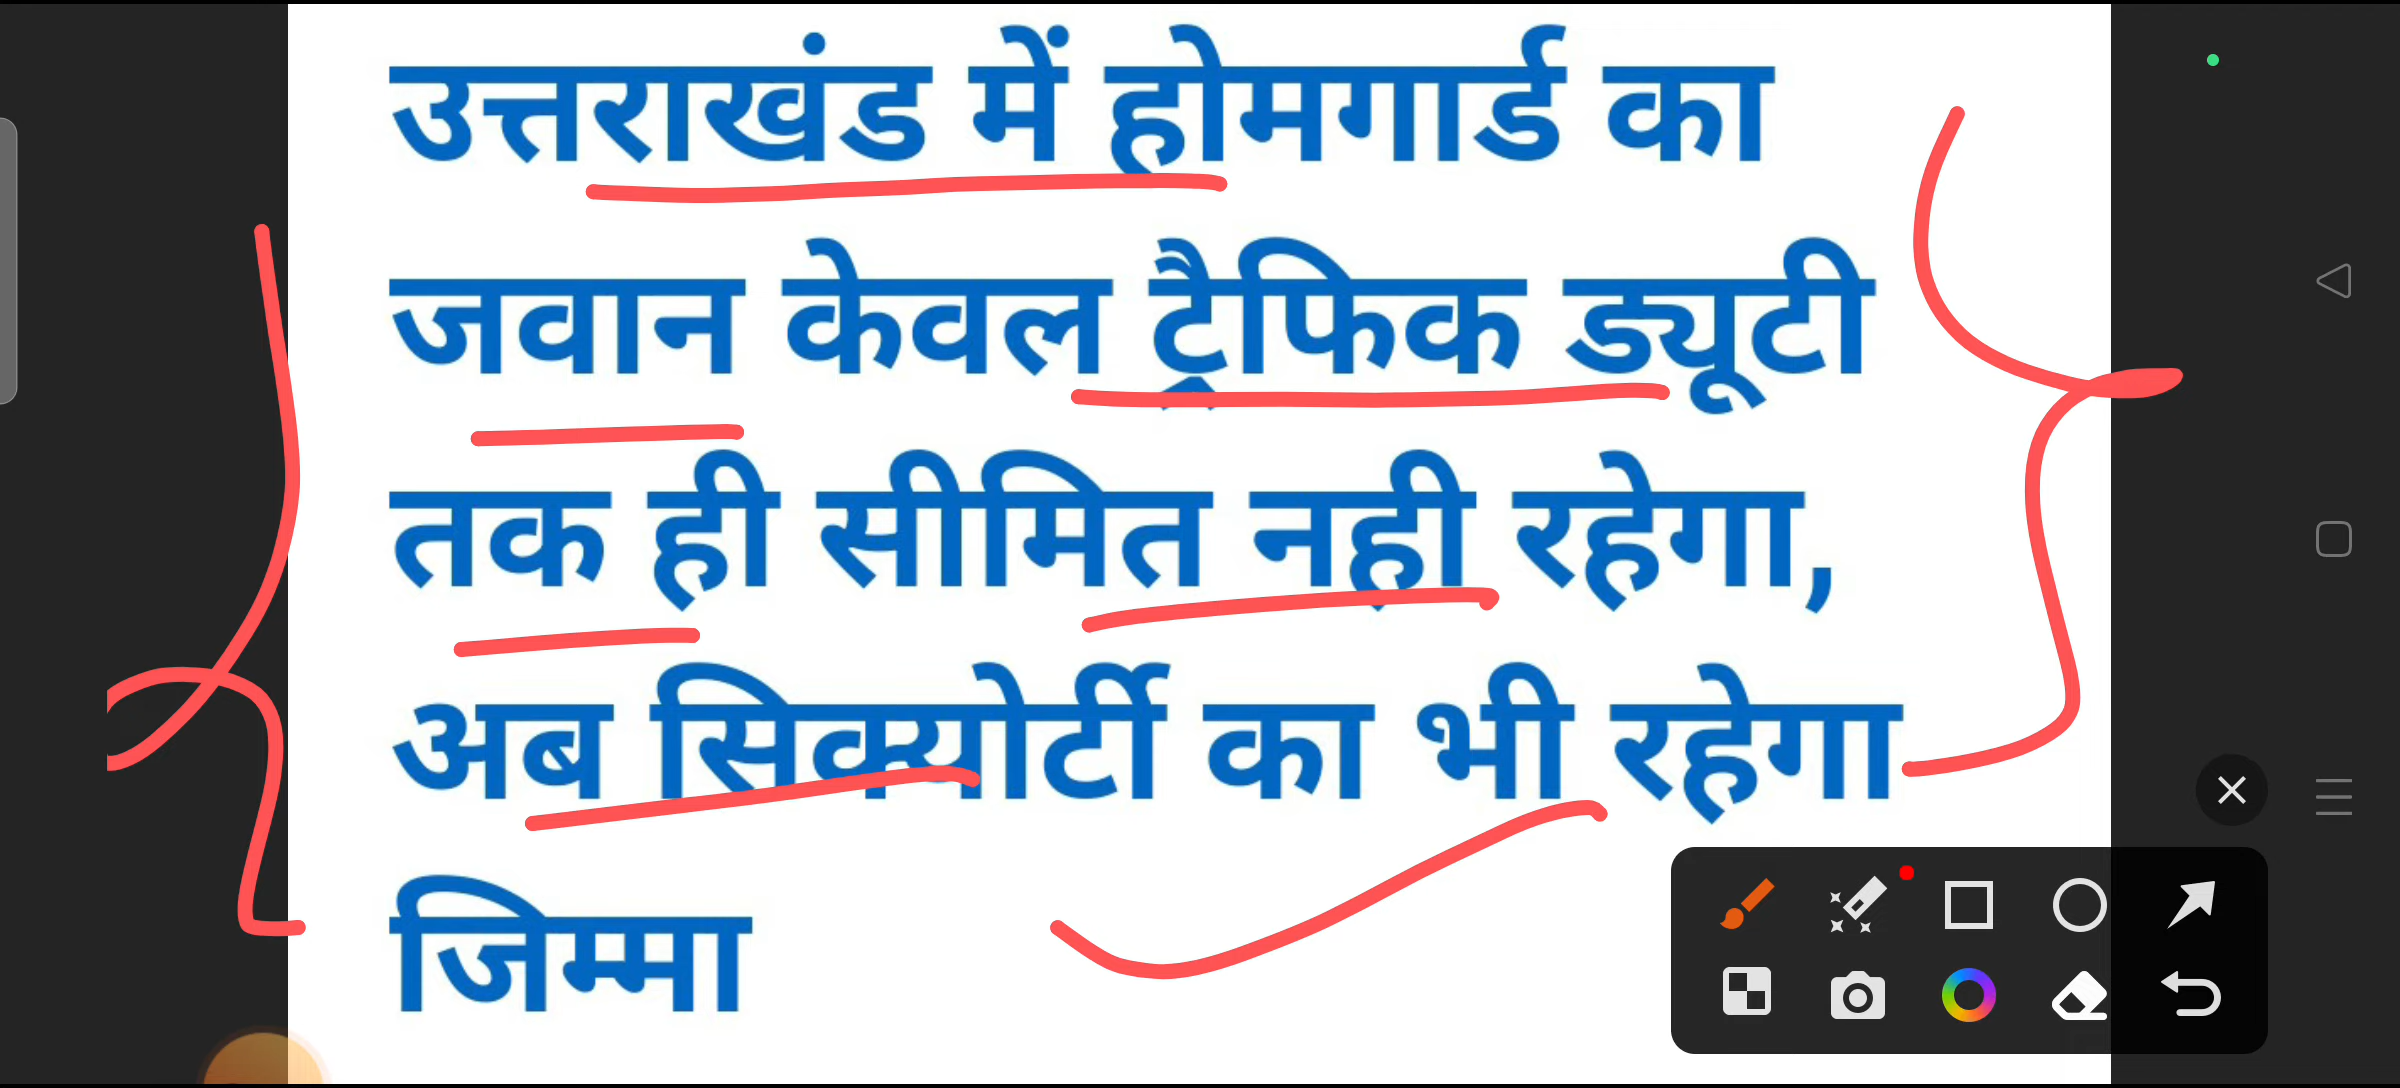 उत्तराखंड में होमगार्ड का
जवान केवल ट्रैफिक ड्यूटी
तक ही सीमित नही रहेगा,
अब सिक्योर्टी का भी रहेगा
जिम्मा